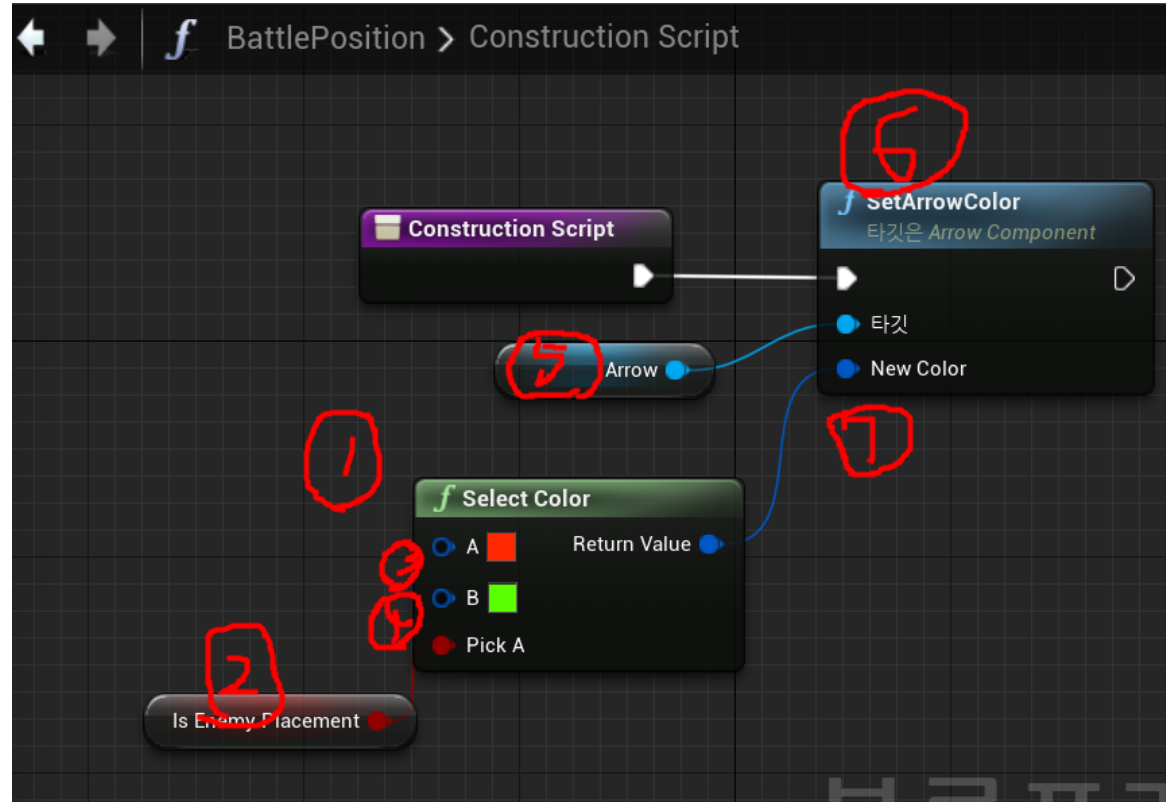 BattlePosition > Construction Script
6
SetArrowColor
타깃은 Arrow Component
Construction Script
타깃
5
Arrow
New Color
1
7
Select Color
3
A
Return Value
4
B
Pick A
2
Is Enemy Placement